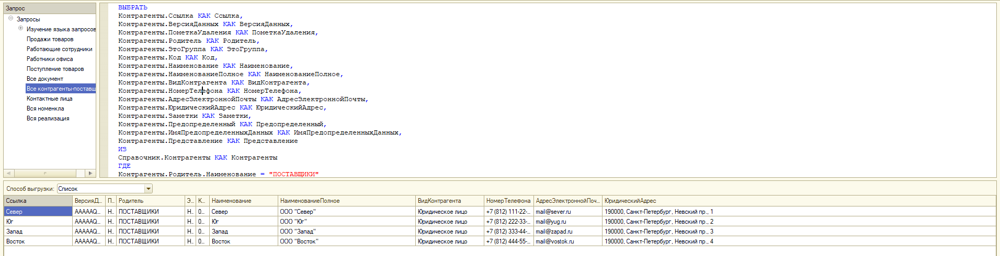 Запрос
Запросы
Изучение языка запросов
Продажи товаров
Работающие сотрудники
Работники офиса
Поступление товаров
Все документ
Все контрагенты-поставщ
Контактные лица
Вся номенкла
Вся реализация
ВЫБРАТЬ
Контрагенты.Ссылка КАК Ссылка,
Контрагенты.ВерсияДанных КАК ВерсияДанных,
Контрагенты.ПометкаУдаления КАК ПометкаУдаления,
Контрагенты.Родитель КАК Родитель,
Контрагенты.ЭтоГруппа КАК ЭтоГруппа,
Контрагенты.Код КАК Код,
Контрагенты.Наименование КАК Наименование,
Контрагенты.НаименованиеПолное КАК НаименованиеПолное,
Контрагенты.ВидКонтрагента КАК ВидКонтрагента,
Контрагенты.НомерТелефона КАК НомерТелефона,
Контрагенты.АдресЭлектроннойПочты КАК АдресЭлектроннойПочты,
Контрагенты.ЮридическийАдрес КАК ЮридическийАдрес,
Контрагенты.Заметки КАК Заметки,
Контрагенты.Предопределенный КАК Предопределенный,
Контрагенты.ИмяПредопределенныхДанных КАК ИмяПредопределенныхДанных,
Контрагенты.Представление КАК Представление
ИЗ
Справочник.Контрагенты КАК Контрагенты
ГДЕ
Контрагенты.Родитель.Наименование = "ПОСТАВЩИКИ"
Способ выгрузки: Список
Ссылка ВерсияД... П.. Родитель Э... К... Наименование НаименованиеПолное ВидКонтрагента НомерТелефона АдресЭлектроннойПоч... ЮридическийАдрес
Север AAAAAQ... Н.. ПОСТАВЩИКИ Н.. 0... Север ООО "Север" Юридическое лицо +7 (812) 111-22-... mail@sever.ru 190000, Санкт-Петербург, Невский пр., 1
Юг AAAAAQ... Н.. ПОСТАВЩИКИ Н.. 0... Юг ООО "Юг" Юридическое лицо +7 (812) 222-33-... mail@yug.ru 190000, Санкт-Петербург, Невский пр., 2
Запад AAAAAQ... Н.. ПОСТАВЩИКИ Н.. 0... Запад ООО "Запад" Юридическое лицо +7 (812) 333-44-... mail@zapad.ru 190000, Санкт-Петербург, Невский пр., 3
Восток AAAAAQ... Н.. ПОСТАВЩИКИ Н.. 0... Восток ООО "Восток" Юридическое лицо +7 (812) 444-55-... mail@vostok.ru 190000, Санкт-Петербург, Невский пр., 4